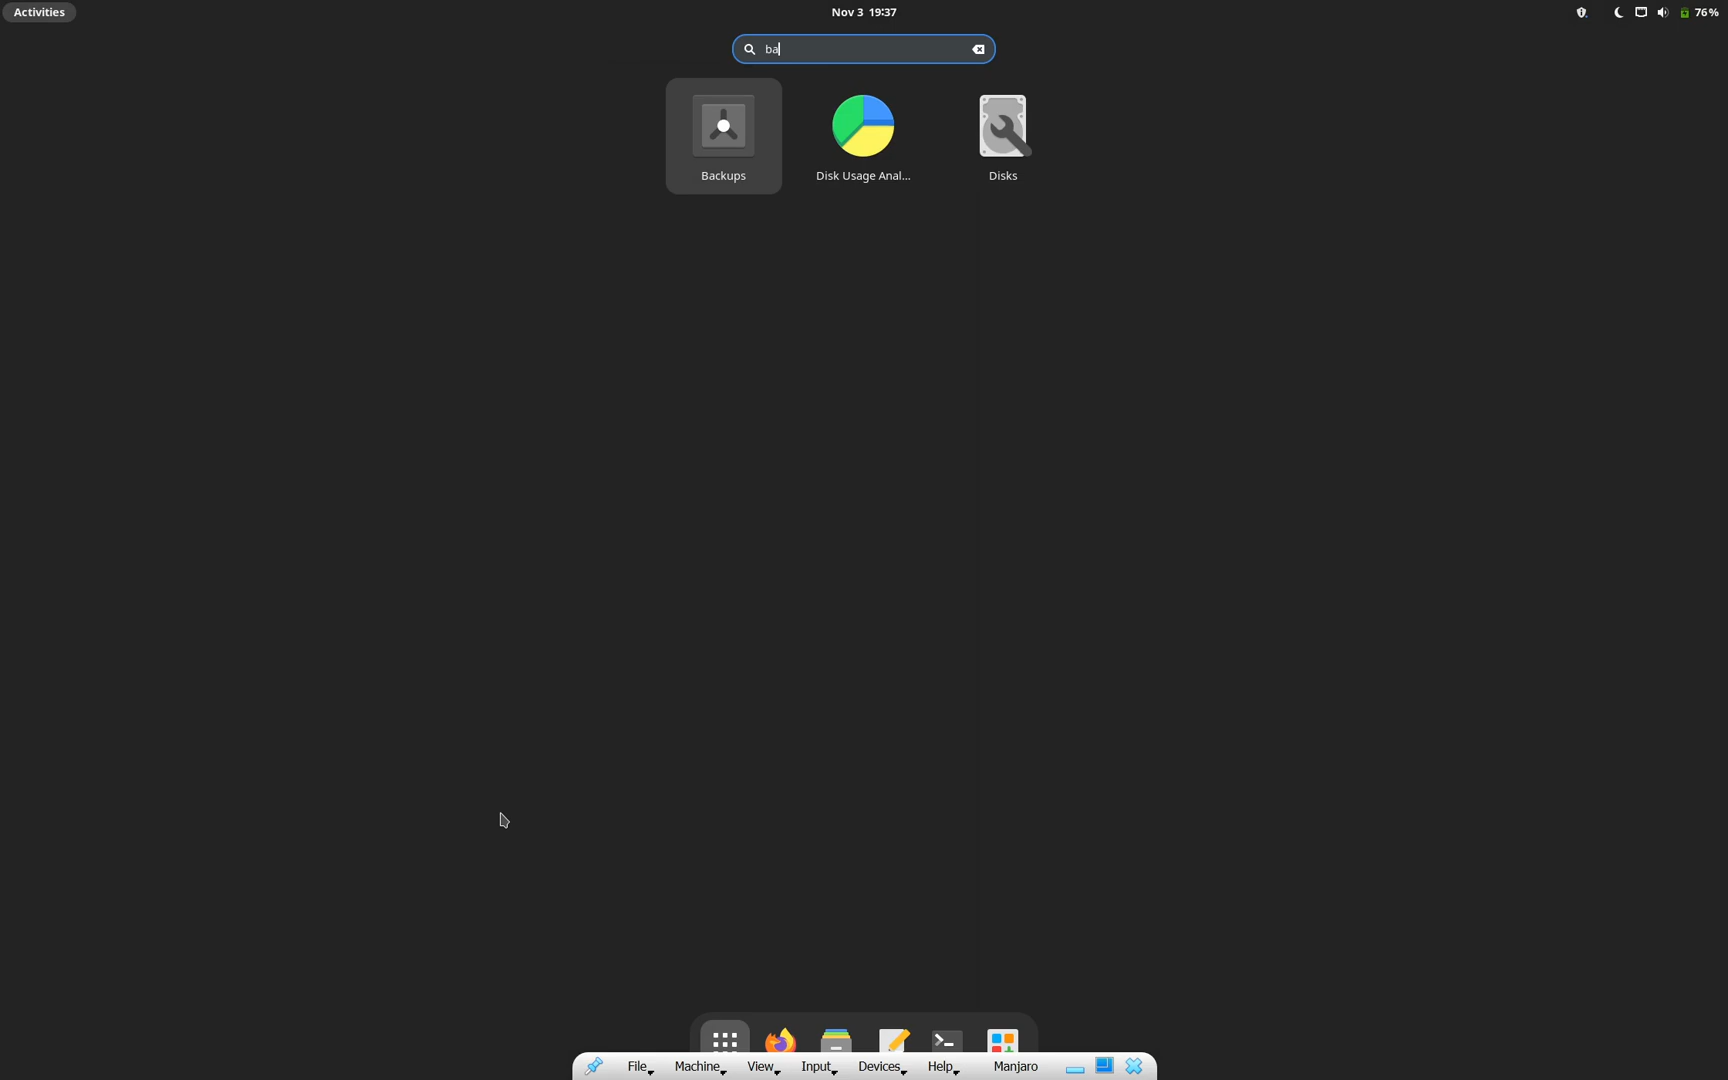 Activities
Nov 3 19:37
76%
ba
Backups
Disk Usage Anal...
Disks
File
Machine
View
Input
Devices
Help
Manjaro